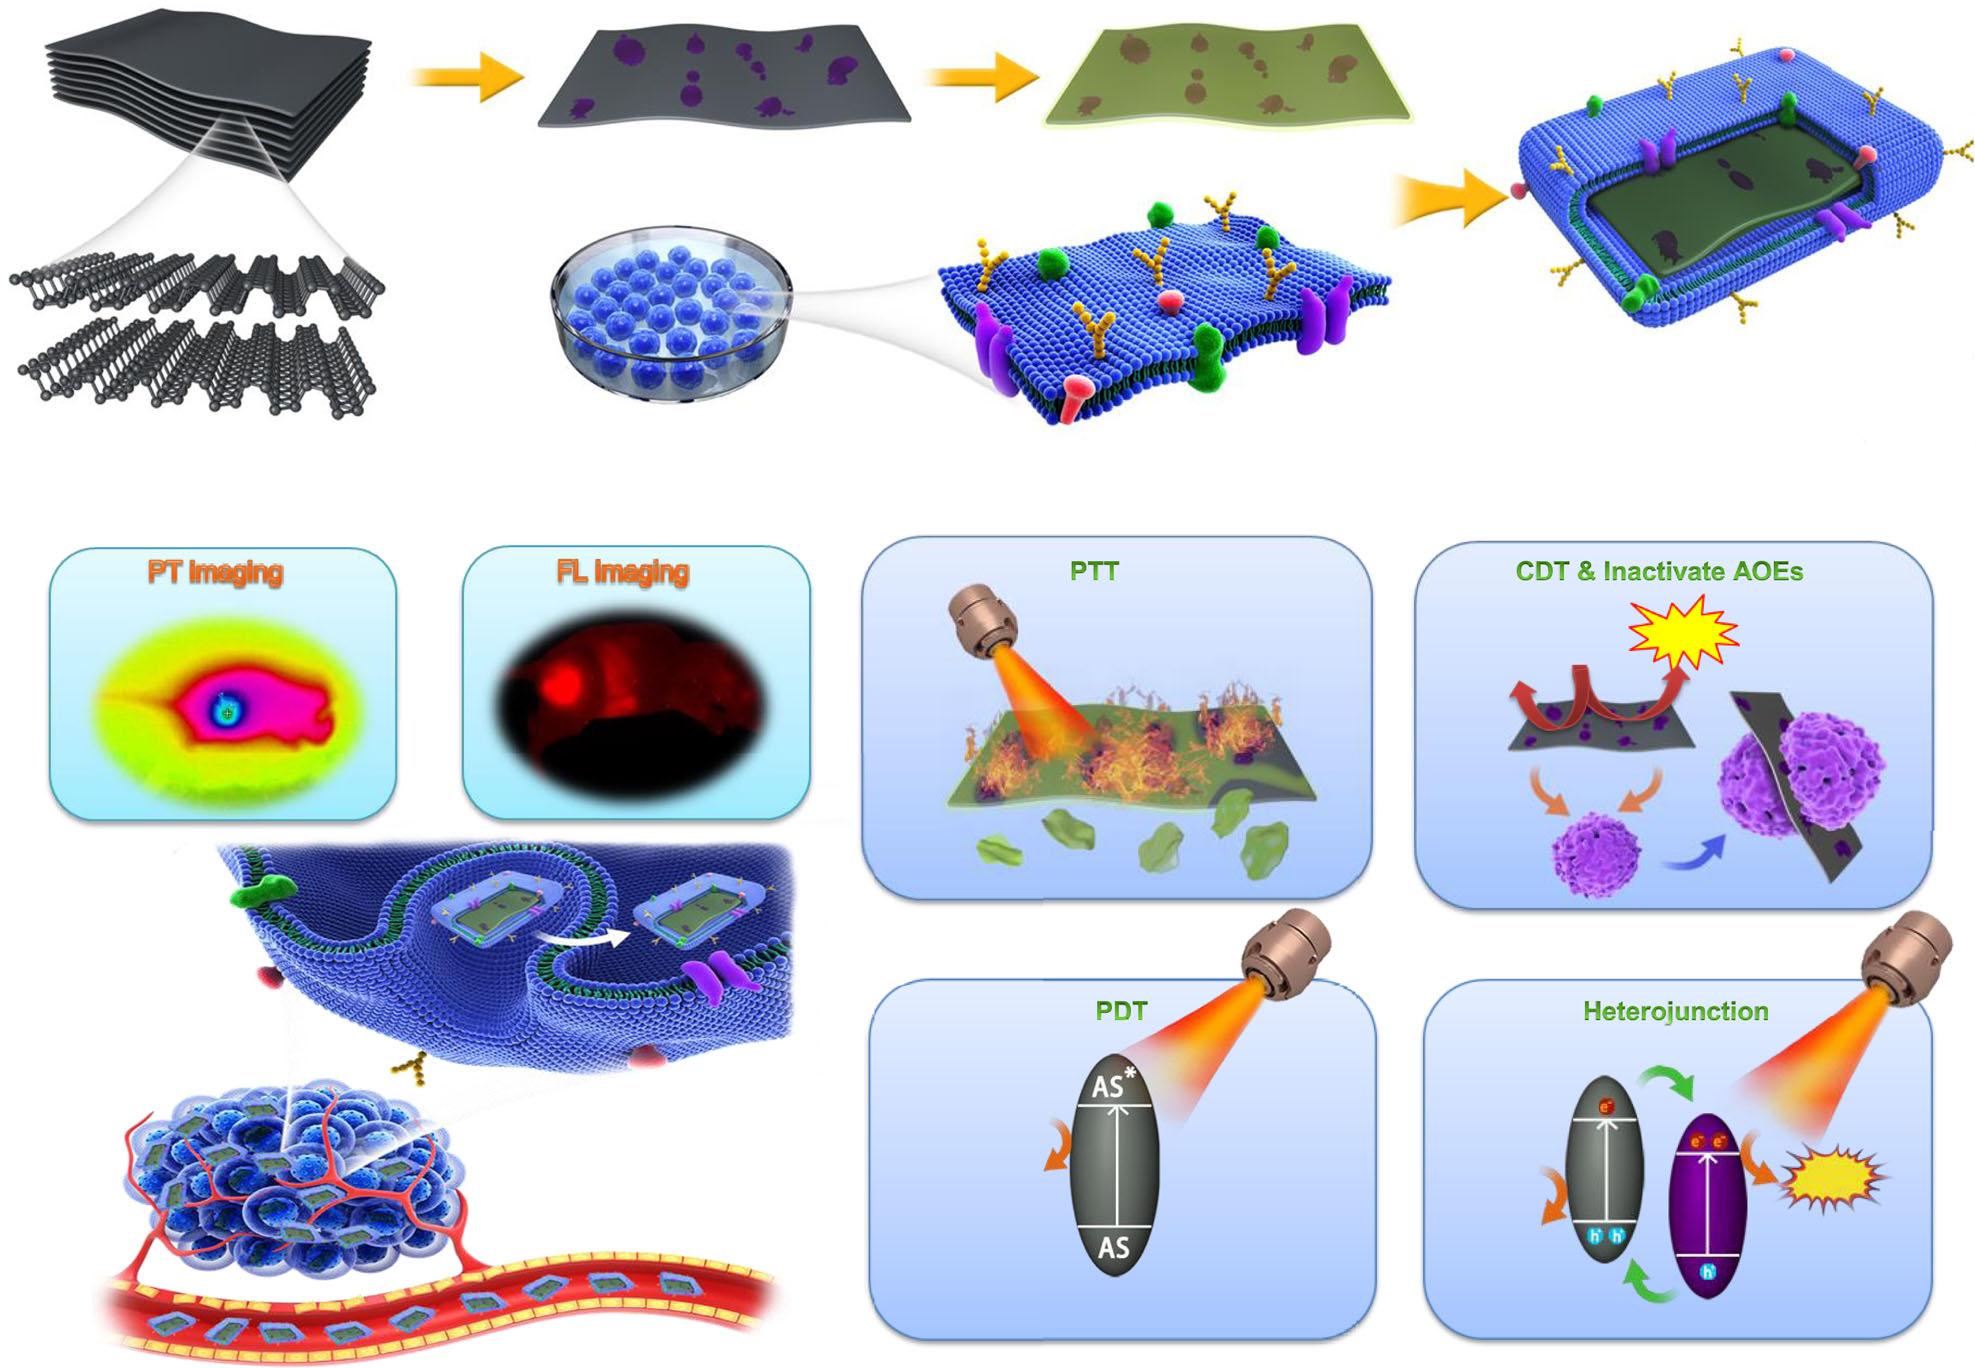 PT Imaging
FL Imaging
PTT
CDT & Inactivate AOEs
PDT
AS*
AS
Heterojunction
e⁻
e⁻ e⁻
h⁺ h⁺
h⁺